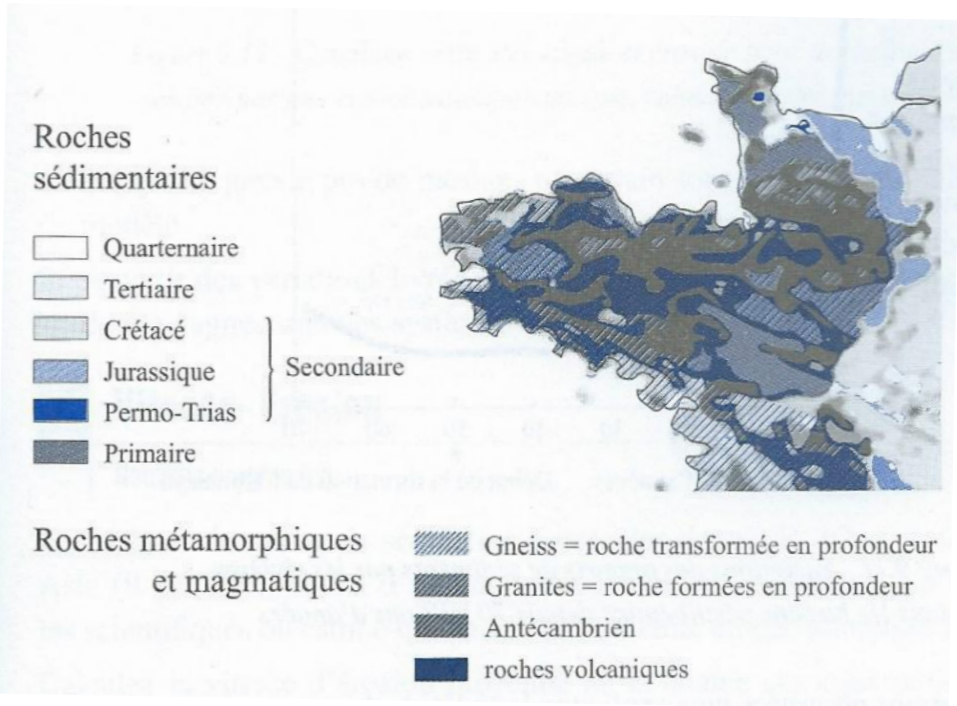 Roches
sédimentaires
Quarternaire
Tertiaire
Crétacé
Jurassique
Permo-Trias
Primaire
Secondaire
Roches métamorphiques
et magmatiques
Gneiss = roche transformée en profondeur
Granites = roche formées en profondeur
Antécambrien
roches volcaniques